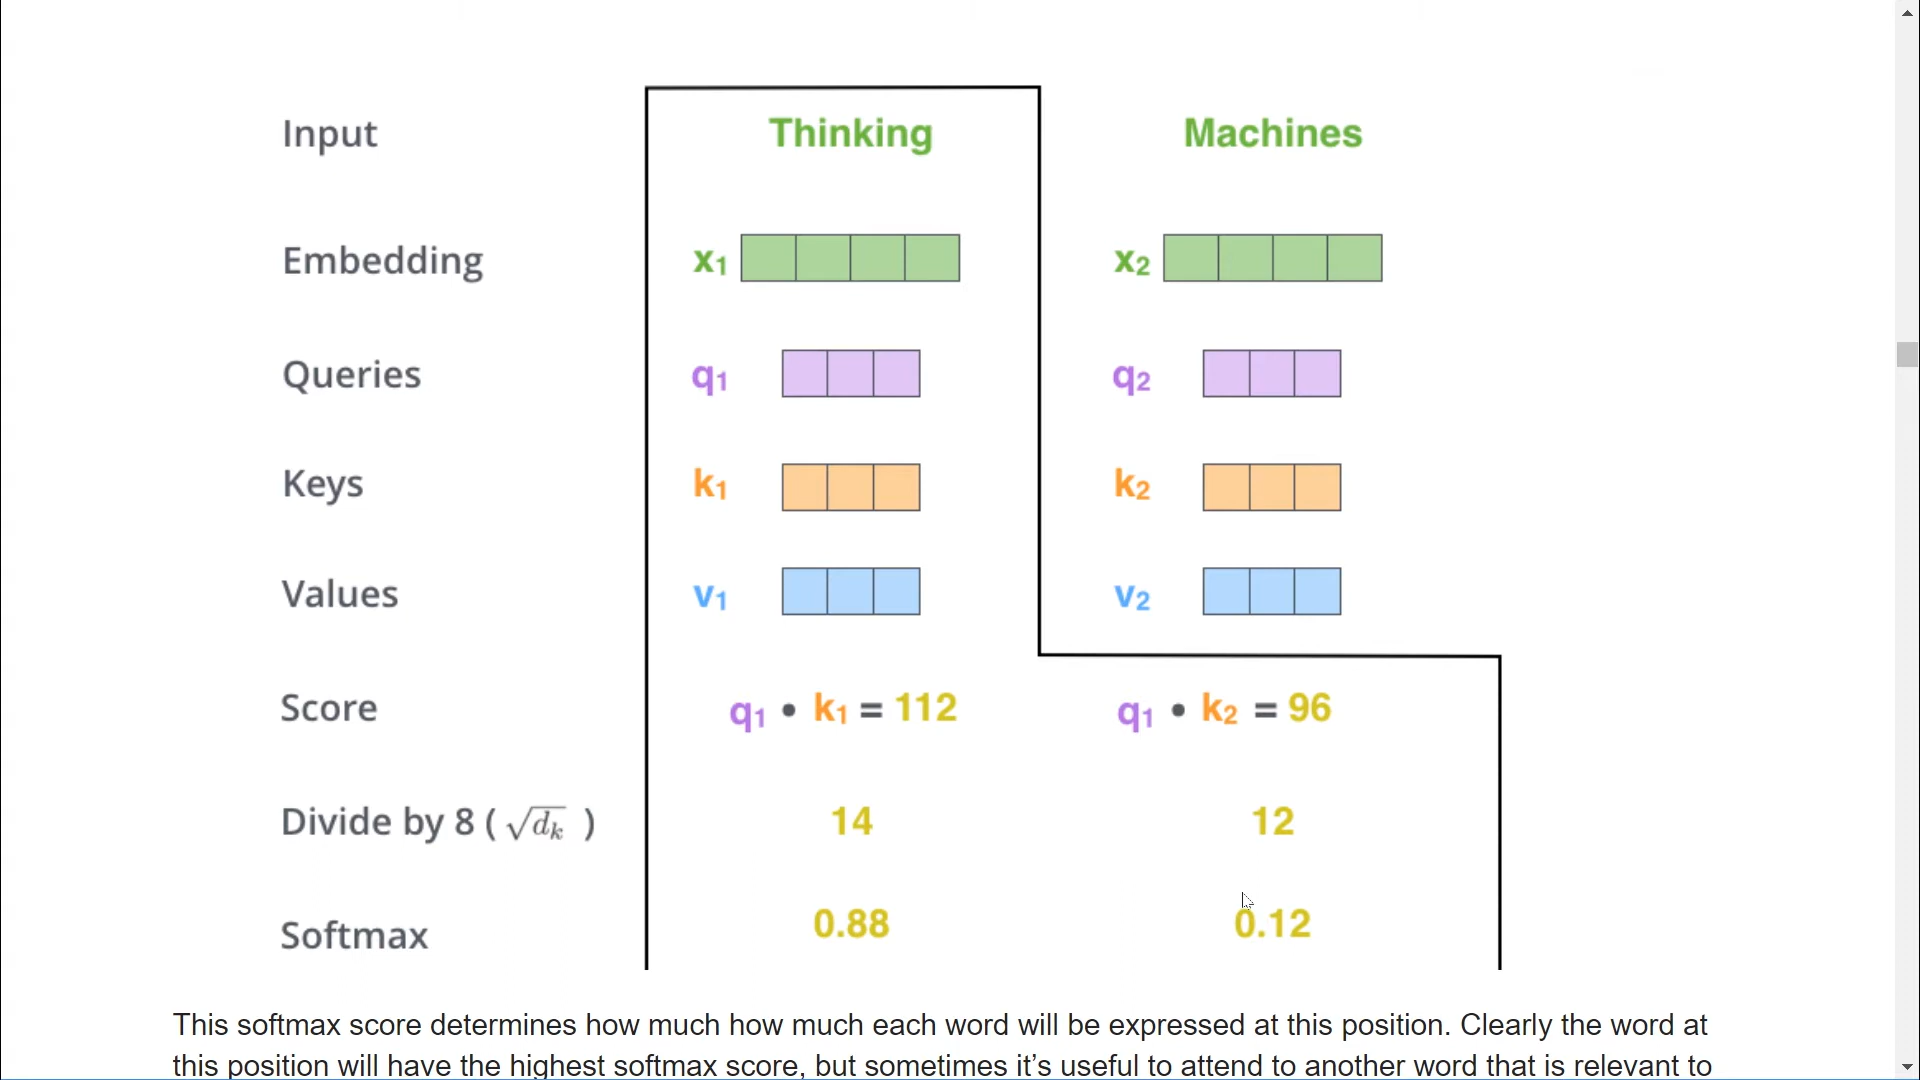 Input Thinking Machines
Embedding x1 x2
Queries q1 q2
Keys k1 k2
Values v1 v2
Score q1 • k1 = 112 q1 • k2 = 96
Divide by 8 ( √dk ) 14 12
Softmax 0.88 0.12
This softmax score determines how much how much each word will be expressed at this position. Clearly the word at
this position will have the highest softmax score, but sometimes it’s useful to attend to another word that is relevant to